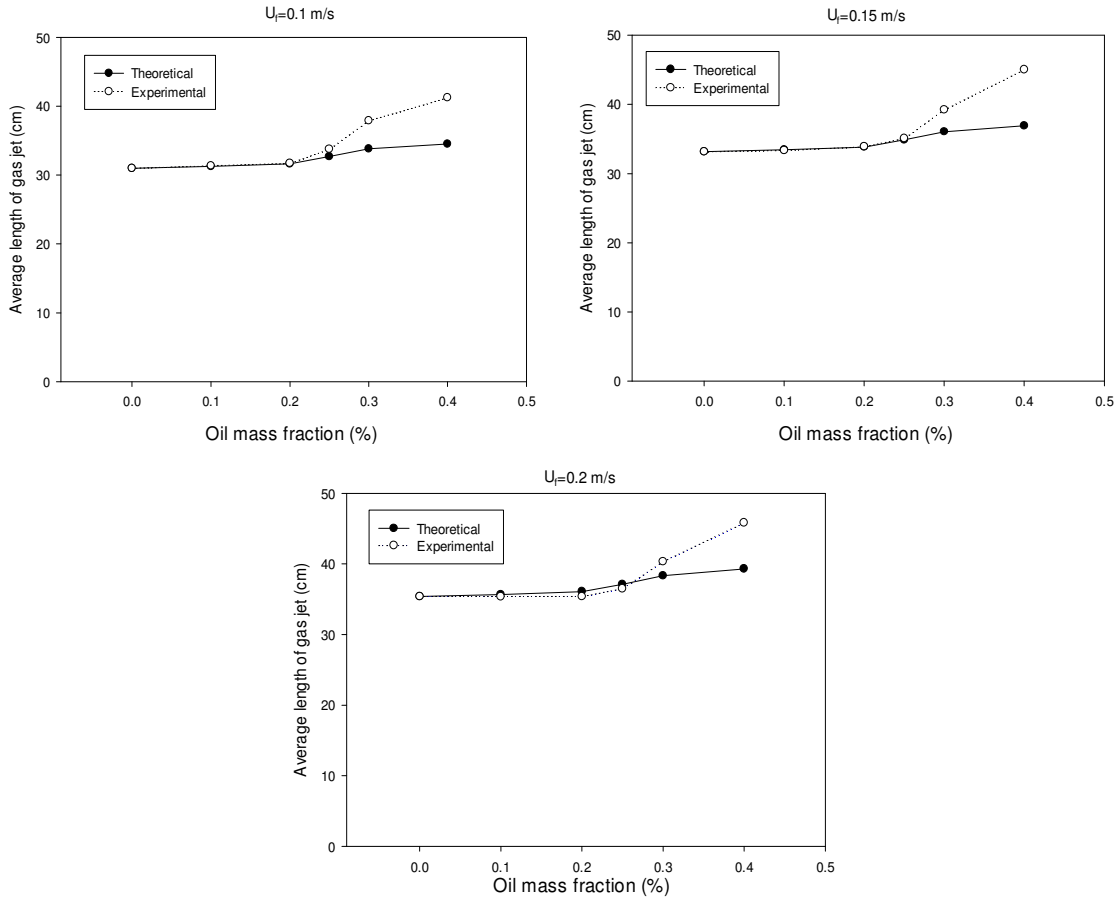 Uf=0.1 m/s
50
40
30
20
10
0
Average length of gas jet (cm)
Theoretical
Experimental
0.0 0.1 0.2 0.3 0.4 0.5
Oil mass fraction (%)
Uf=0.15 m/s
50
40
30
20
10
0
Average length of gas jet (cm)
Theoretical
Experimental
0.0 0.1 0.2 0.3 0.4 0.5
Oil mass fraction (%)
Uf=0.2 m/s
50
40
30
20
10
0
Average length of gas jet (cm)
Theoretical
Experimental
0.0 0.1 0.2 0.3 0.4 0.5
Oil mass fraction (%)